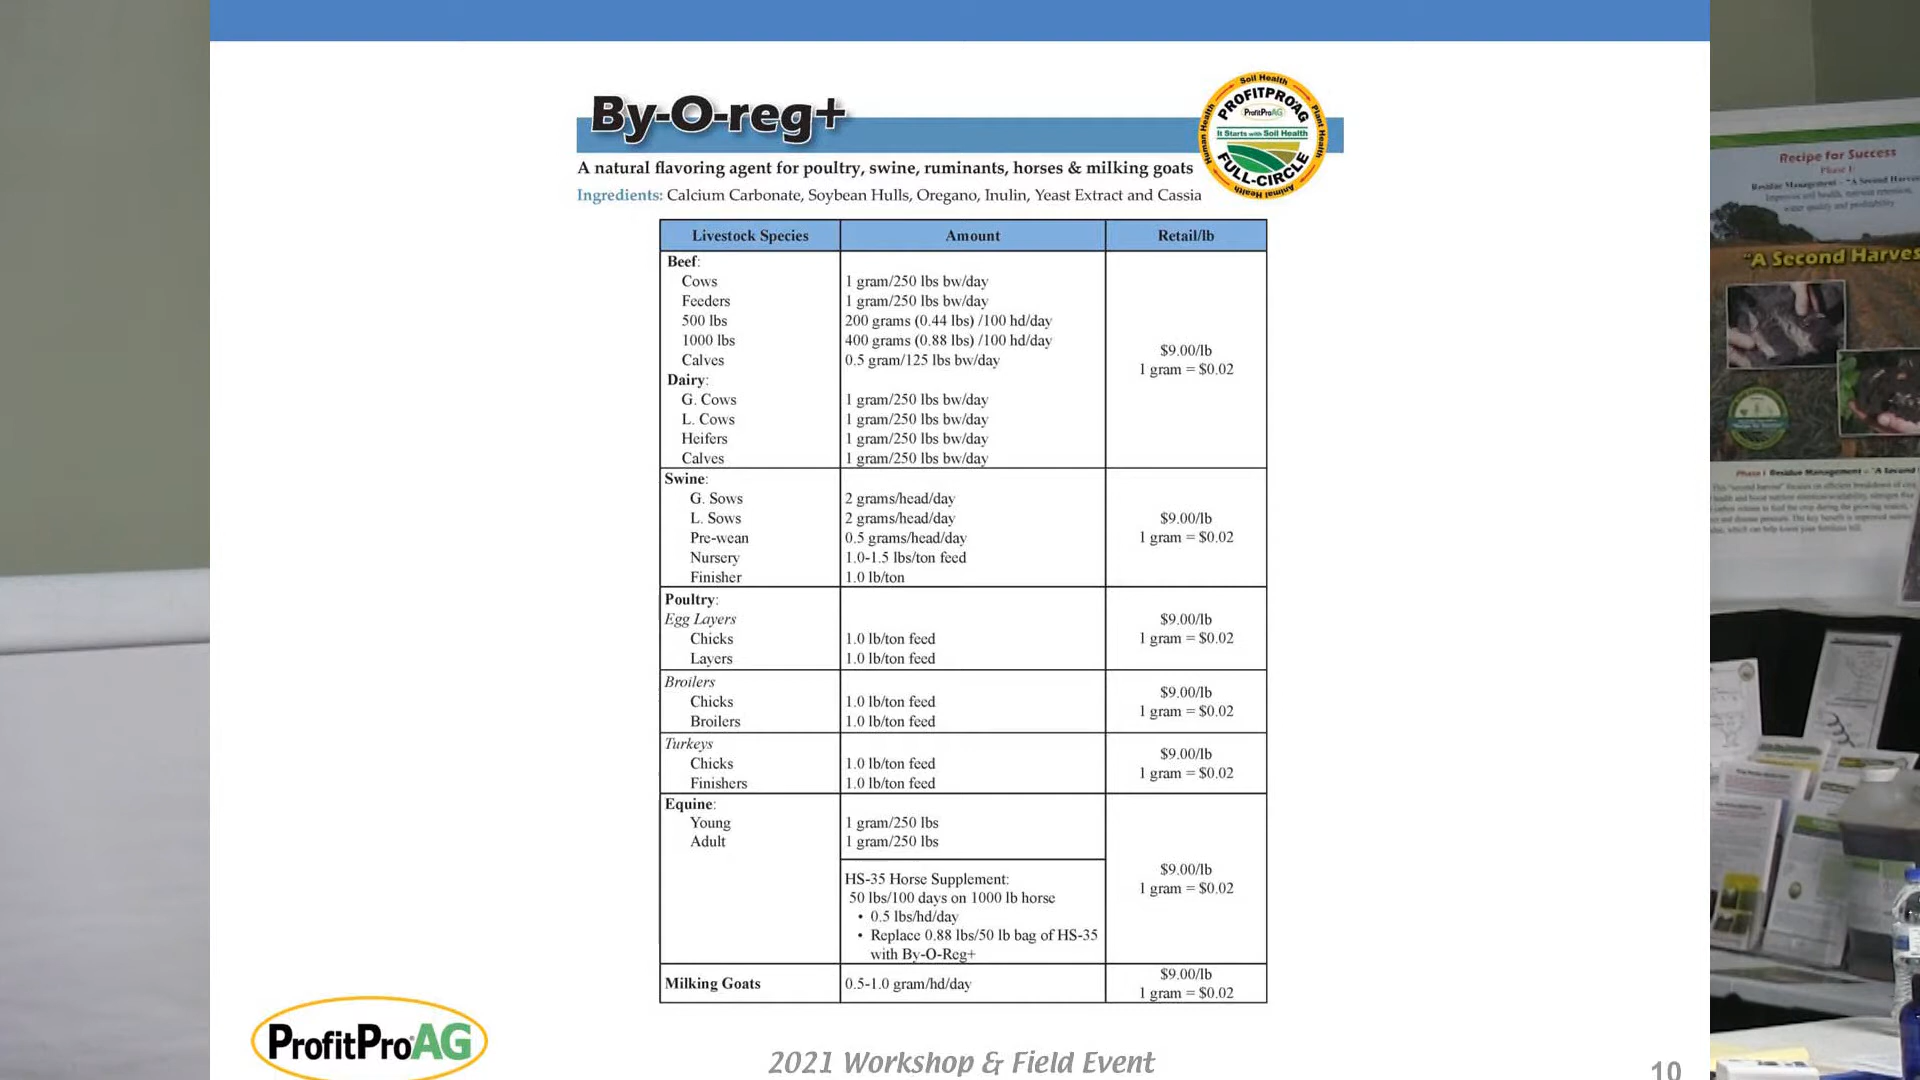 By-O-reg+
A natural flavoring agent for poultry, swine, ruminants, horses & milking goats
Ingredients: Calcium Carbonate, Soybean Hulls, Oregano, Inulin, Yeast Extract and Cassia
Soil Health
Plant Health
Animal Health
Human Health
PROFITPRO AG
ProfitProAG
It Starts with Soil Health
FULL-CIRCLE
Livestock Species Amount Retail/lb
Beef:
Cows 1 gram/250 lbs bw/day
Feeders 1 gram/250 lbs bw/day
500 lbs 200 grams (0.44 lbs) /100 hd/day
1000 lbs 400 grams (0.88 lbs) /100 hd/day
$9.00/lb
1 gram = $0.02
Calves 0.5 gram/125 lbs bw/day
Dairy:
G. Cows 1 gram/250 lbs bw/day
L. Cows 1 gram/250 lbs bw/day
Heifers 1 gram/250 lbs bw/day
Calves 1 gram/250 lbs bw/day
Swine:
G. Sows 2 grams/head/day
L. Sows 2 grams/head/day
$9.00/lb
Pre-wean 0.5 grams/head/day
1 gram = $0.02
Nursery 1.0-1.5 lbs/ton feed
Finisher 1.0 lb/ton
Poultry:
Egg Layers
$9.00/lb
Chicks 1.0 lb/ton feed
1 gram = $0.02
Layers 1.0 lb/ton feed
Broilers
$9.00/lb
Chicks 1.0 lb/ton feed
1 gram = $0.02
Broilers 1.0 lb/ton feed
Turkeys
$9.00/lb
Chicks 1.0 lb/ton feed
1 gram = $0.02
Finishers 1.0 lb/ton feed
Equine:
Young 1 gram/250 lbs
Adult 1 gram/250 lbs
$9.00/lb
1 gram = $0.02
HS-35 Horse Supplement:
50 lbs/100 days on 1000 lb horse
• 0.5 lbs/hd/day
• Replace 0.88 lbs/50 lb bag of HS-35
with By-O-Reg+
Milking Goats 0.5-1.0 gram/hd/day
$9.00/lb
1 gram = $0.02
ProfitProAG
2021 Workshop & Field Event
10
Recipe for Success
Phase I:
Residue Management - "A Second Harves
"A Second Harves
Phase I Residue Management - "A Second